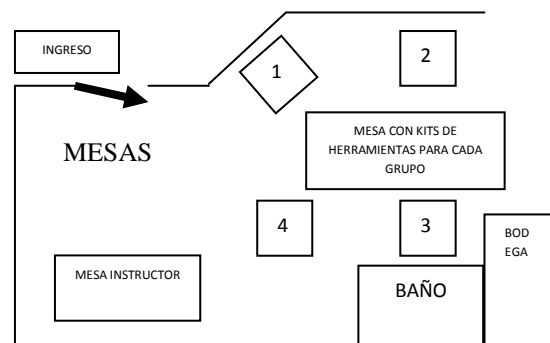 INGRESO
1
2
MESAS
MESA CON KITS DE
HERRAMIENTAS PARA CADA
GRUPO
4
3
BOD
EGA
MESA INSTRUCTOR
BAÑO